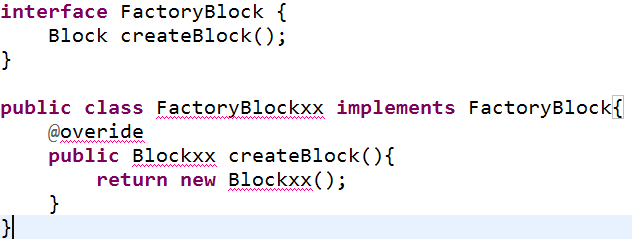 interface FactoryBlock {
    Block createBlock();
}
public class FactoryBlockxx implements FactoryBlock{
    @overide
    public Blockxx createBlock(){
        return new Blockxx();
    }
}